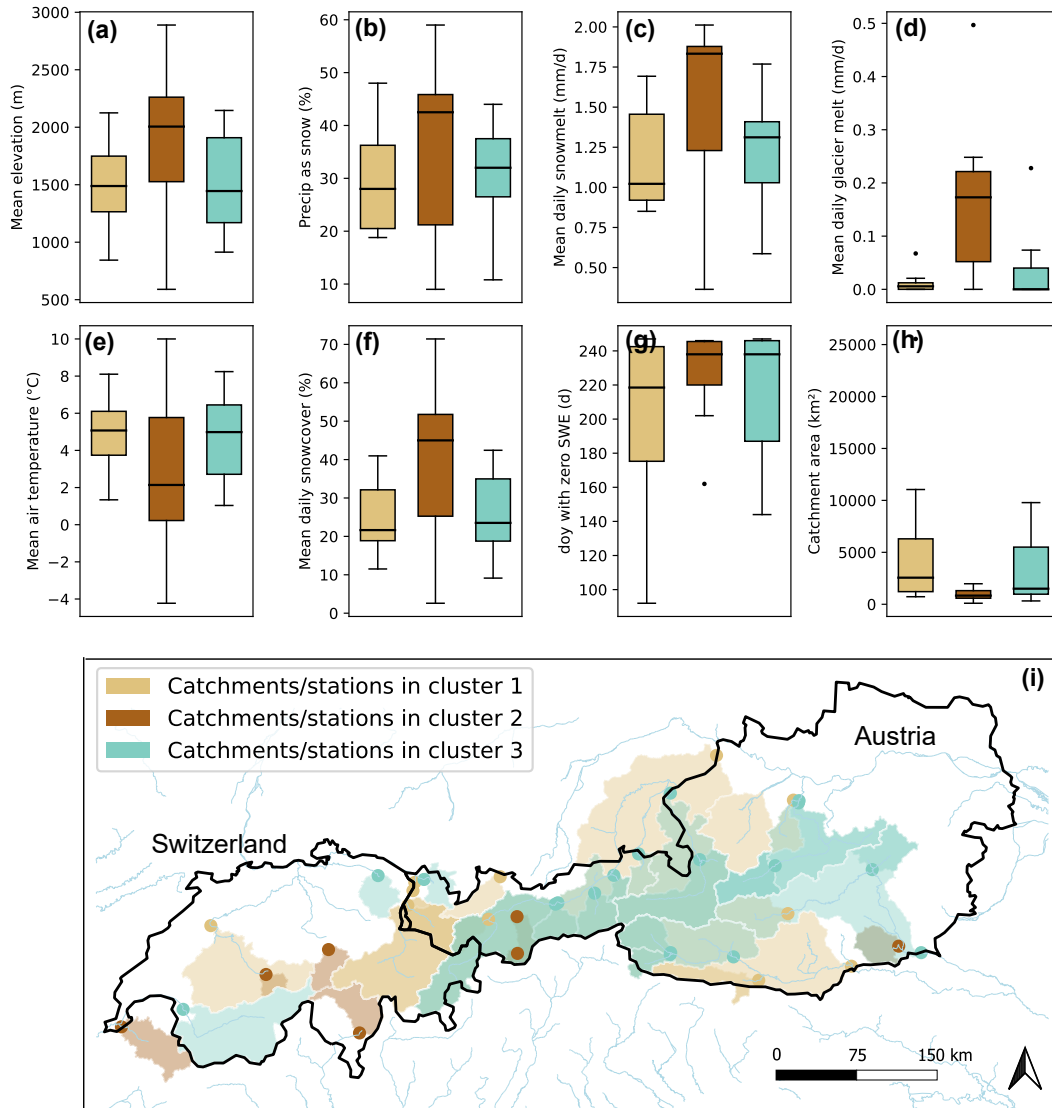 (a)
Mean elevation (m)
3000
2500
2000
1500
1000
500
(b)
Precip as snow (%)
60
50
40
30
20
10
(c)
Mean daily snowmelt (mm/d)
2.00
1.75
1.50
1.25
1.00
0.75
0.50
(d)
Mean daily glacier melt (mm/d)
0.5
0.4
0.3
0.2
0.1
0.0
(e)
Mean air temperature (°C)
10
8
6
4
2
0
−2
−4
(f)
Mean daily snowcover (%)
70
60
50
40
30
20
10
0
(g)
doy with zero SWE (d)
240
220
200
180
160
140
120
100
(h)
Catchment area (km²)
25000
20000
15000
10000
5000
0
(i)
Catchments/stations in cluster 1
Catchments/stations in cluster 2
Catchments/stations in cluster 3
Austria
Switzerland
0 75 150 km